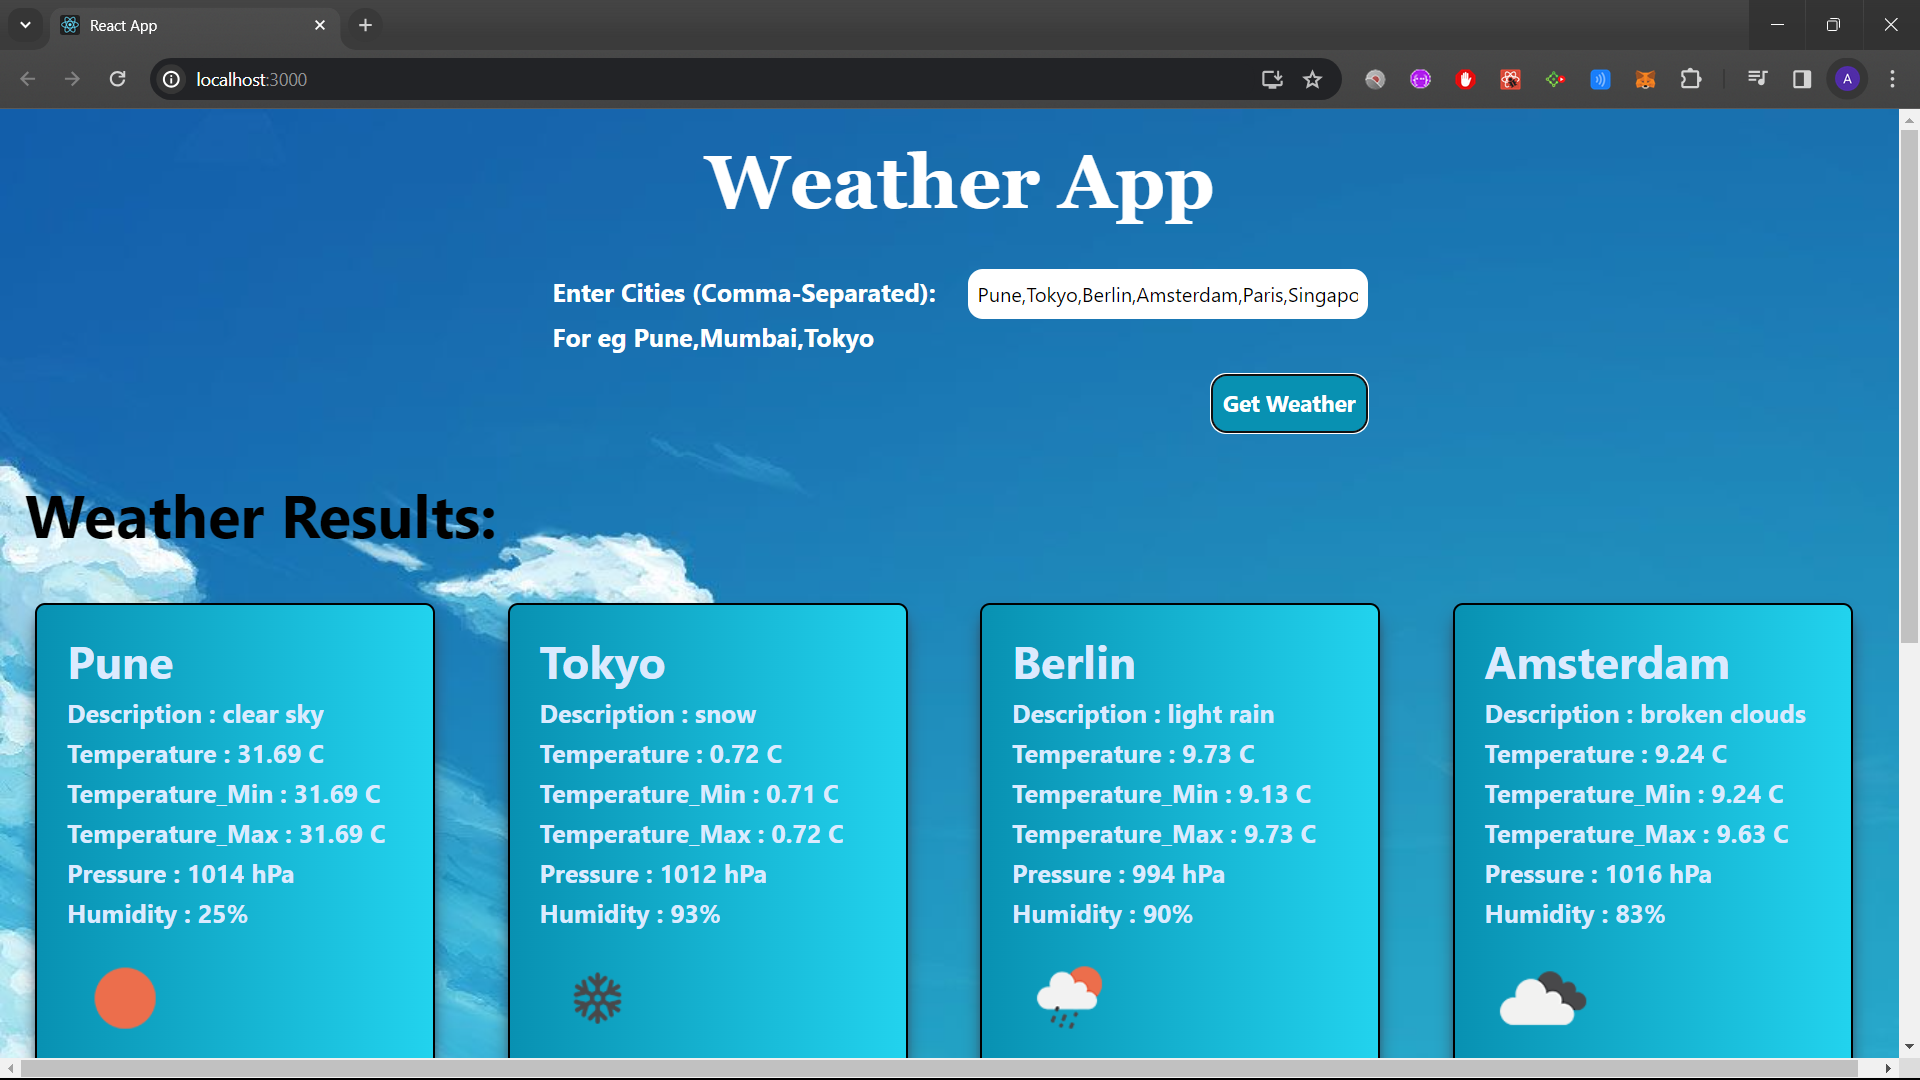 React App
localhost:3000
A
Weather App
Enter Cities (Comma-Separated):
Pune,Tokyo,Berlin,Amsterdam,Paris,Singapo
For eg Pune,Mumbai,Tokyo
Get Weather
Weather Results:
Pune
Description : clear sky
Temperature : 31.69 C
Temperature_Min : 31.69 C
Temperature_Max : 31.69 C
Pressure : 1014 hPa
Humidity : 25%
Tokyo
Description : snow
Temperature : 0.72 C
Temperature_Min : 0.71 C
Temperature_Max : 0.72 C
Pressure : 1012 hPa
Humidity : 93%
Berlin
Description : light rain
Temperature : 9.73 C
Temperature_Min : 9.13 C
Temperature_Max : 9.73 C
Pressure : 994 hPa
Humidity : 90%
Amsterdam
Description : broken clouds
Temperature : 9.24 C
Temperature_Min : 9.24 C
Temperature_Max : 9.63 C
Pressure : 1016 hPa
Humidity : 83%